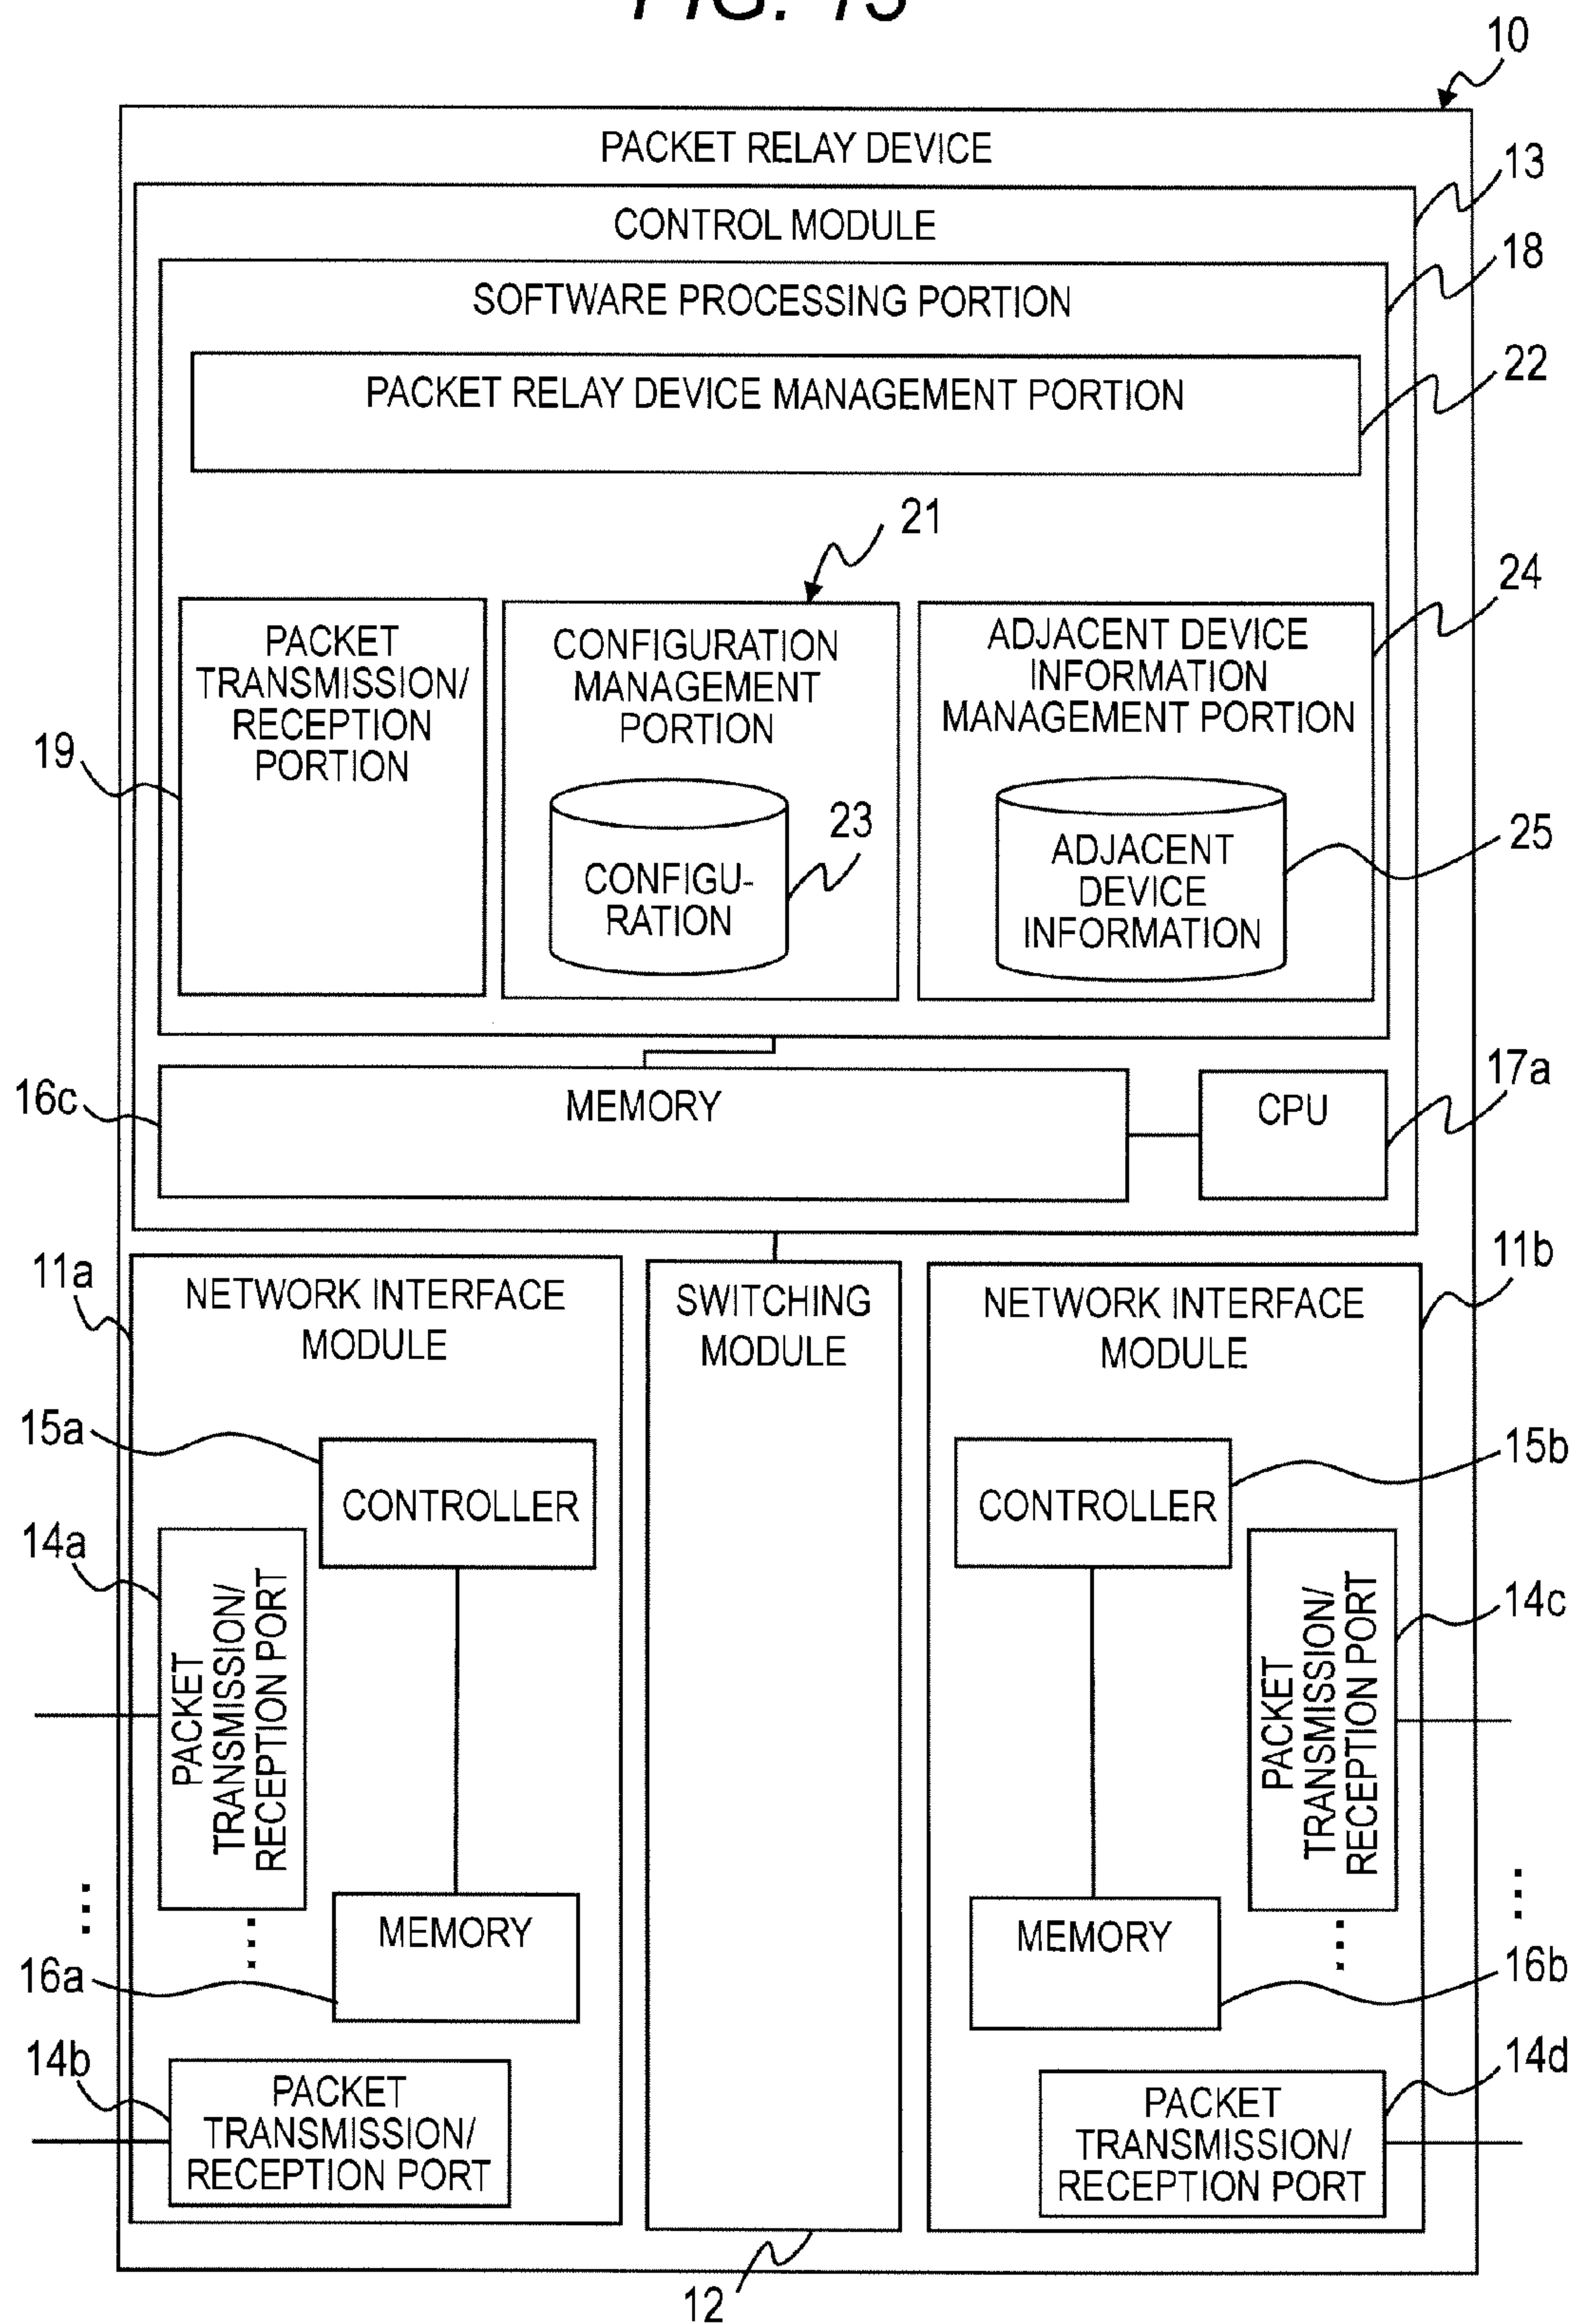 FIG. 15
10
PACKET RELAY DEVICE
13
CONTROL MODULE
18
SOFTWARE PROCESSING PORTION
22
PACKET RELAY DEVICE MANAGEMENT PORTION
21
24
PACKET
TRANSMISSION/
RECEPTION
PORTION
19
CONFIGURATION
MANAGEMENT
PORTION
23
CONFIGU-
RATION
ADJACENT DEVICE
INFORMATION
MANAGEMENT PORTION
25
ADJACENT
DEVICE
INFORMATION
16c
MEMORY
CPU
17a
11a
NETWORK INTERFACE
MODULE
SWITCHING
MODULE
NETWORK INTERFACE
MODULE
11b
15a
CONTROLLER
CONTROLLER
15b
14a
PACKET
TRANSMISSION/
RECEPTION PORT
PACKET
TRANSMISSION/
RECEPTION PORT
14c
MEMORY
16a
MEMORY
16b
14b
PACKET
TRANSMISSION/
RECEPTION PORT
PACKET
TRANSMISSION/
RECEPTION PORT
14d
12